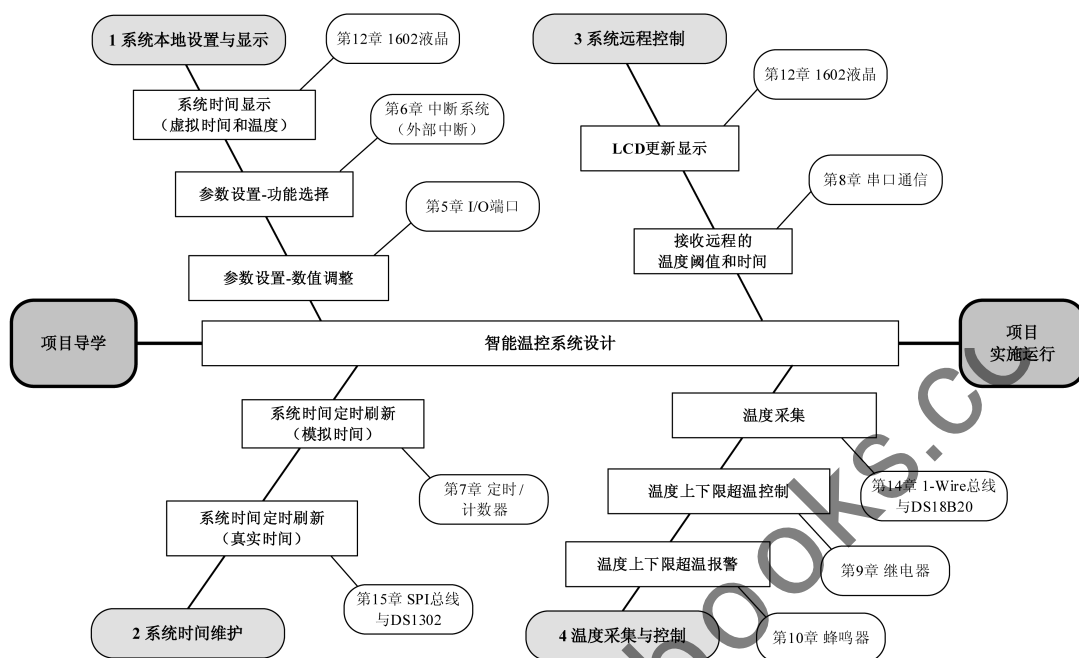 1 系统本地设置与显示
第12章 1602液晶
系统时间显示
（虚拟时间和温度）
第6章 中断系统
（外部中断）
参数设置-功能选择
第5章 I/O端口
参数设置-数值调整
3 系统远程控制
第12章 1602液晶
LCD更新显示
第8章 串口通信
接收远程的
温度阈值和时间
项目导学
智能温控系统设计
项目
实施运行
系统时间定时刷新
（模拟时间）
第7章 定时/
计数器
系统时间定时刷新
（真实时间）
第15章 SPI总线
与DS1302
2 系统时间维护
温度采集
第14章 1-Wire总线
与DS18B20
温度上下限超温控制
第9章 继电器
温度上下限超温报警
第10章 蜂鸣器
4 温度采集与控制
ooks.cc